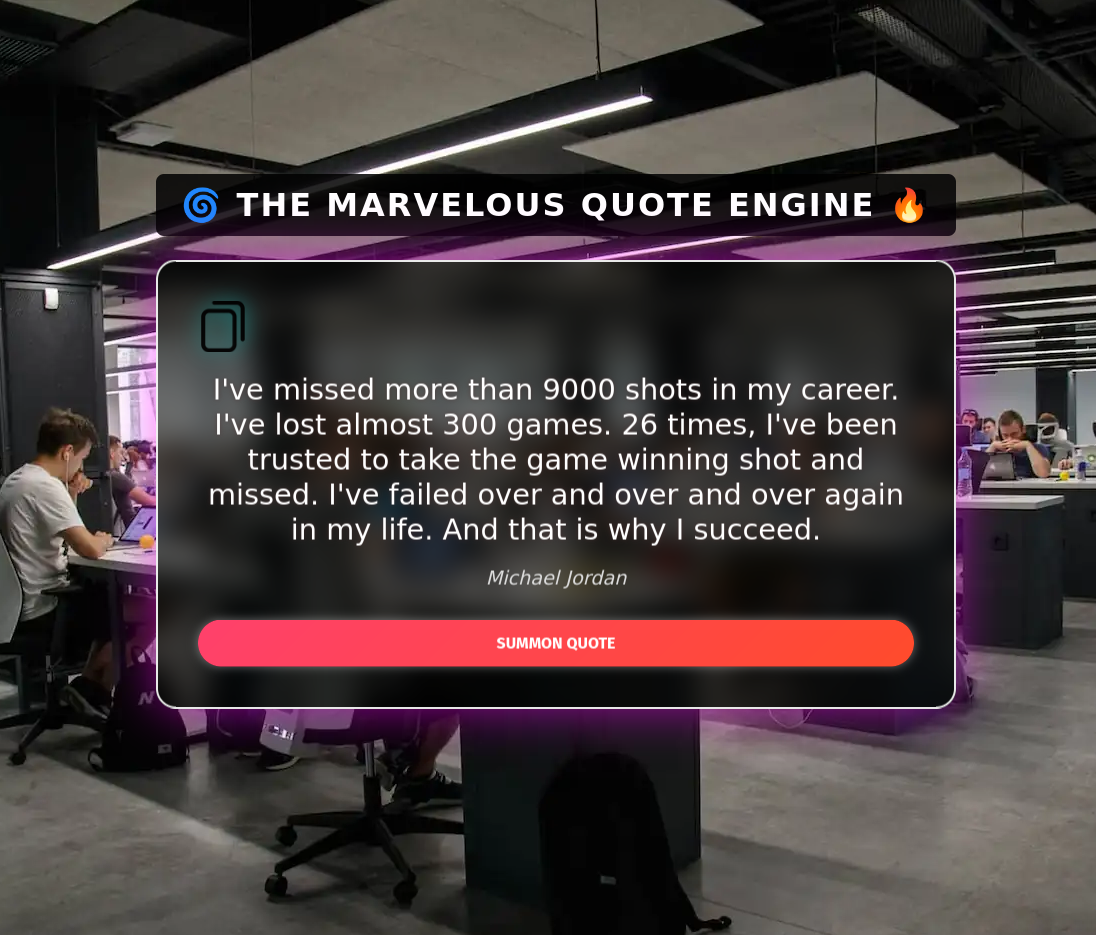 🌀 THE MARVELOUS QUOTE ENGINE 🔥
I've missed more than 9000 shots in my career.
I've lost almost 300 games. 26 times, I've been
trusted to take the game winning shot and
missed. I've failed over and over and over again
in my life. And that is why I succeed.
Michael Jordan
SUMMON QUOTE